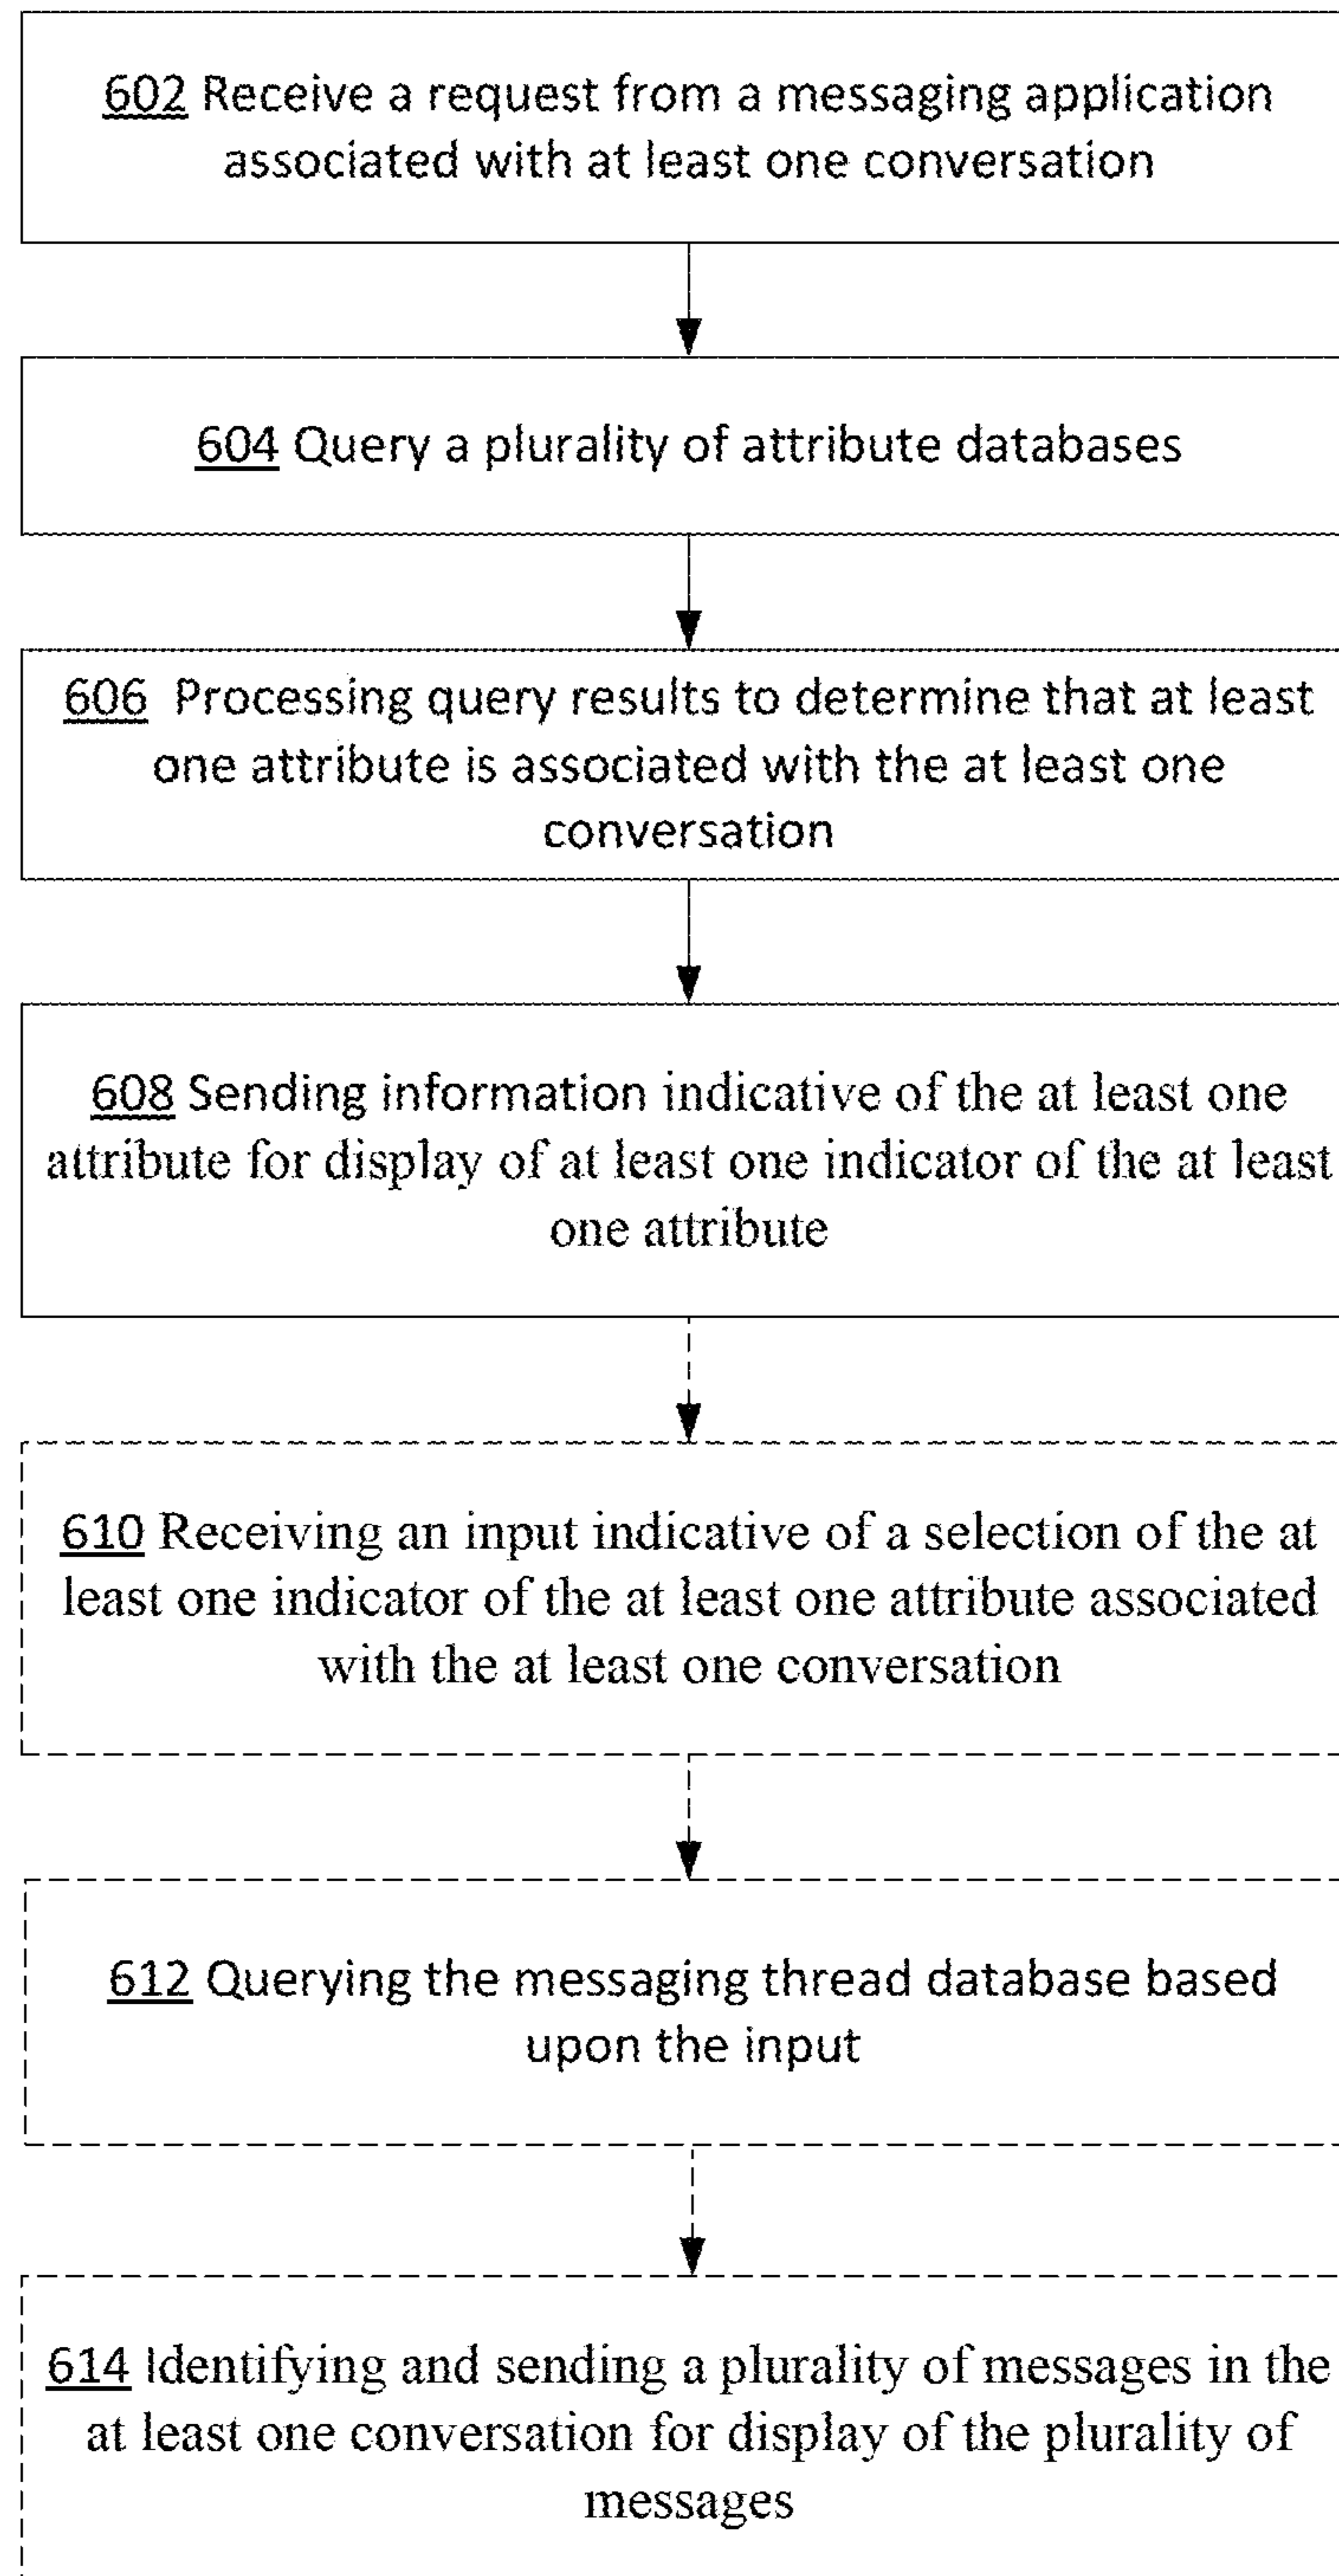 602 Receive a request from a messaging application
associated with at least one conversation
604 Query a plurality of attribute databases
606 Processing query results to determine that at least
one attribute is associated with the at least one
conversation
608 Sending information indicative of the at least one
attribute for display of at least one indicator of the at least
one attribute
610 Receiving an input indicative of a selection of the at
least one indicator of the at least one attribute associated
with the at least one conversation
612 Querying the messaging thread database based
upon the input
614 Identifying and sending a plurality of messages in the
at least one conversation for display of the plurality of
messages